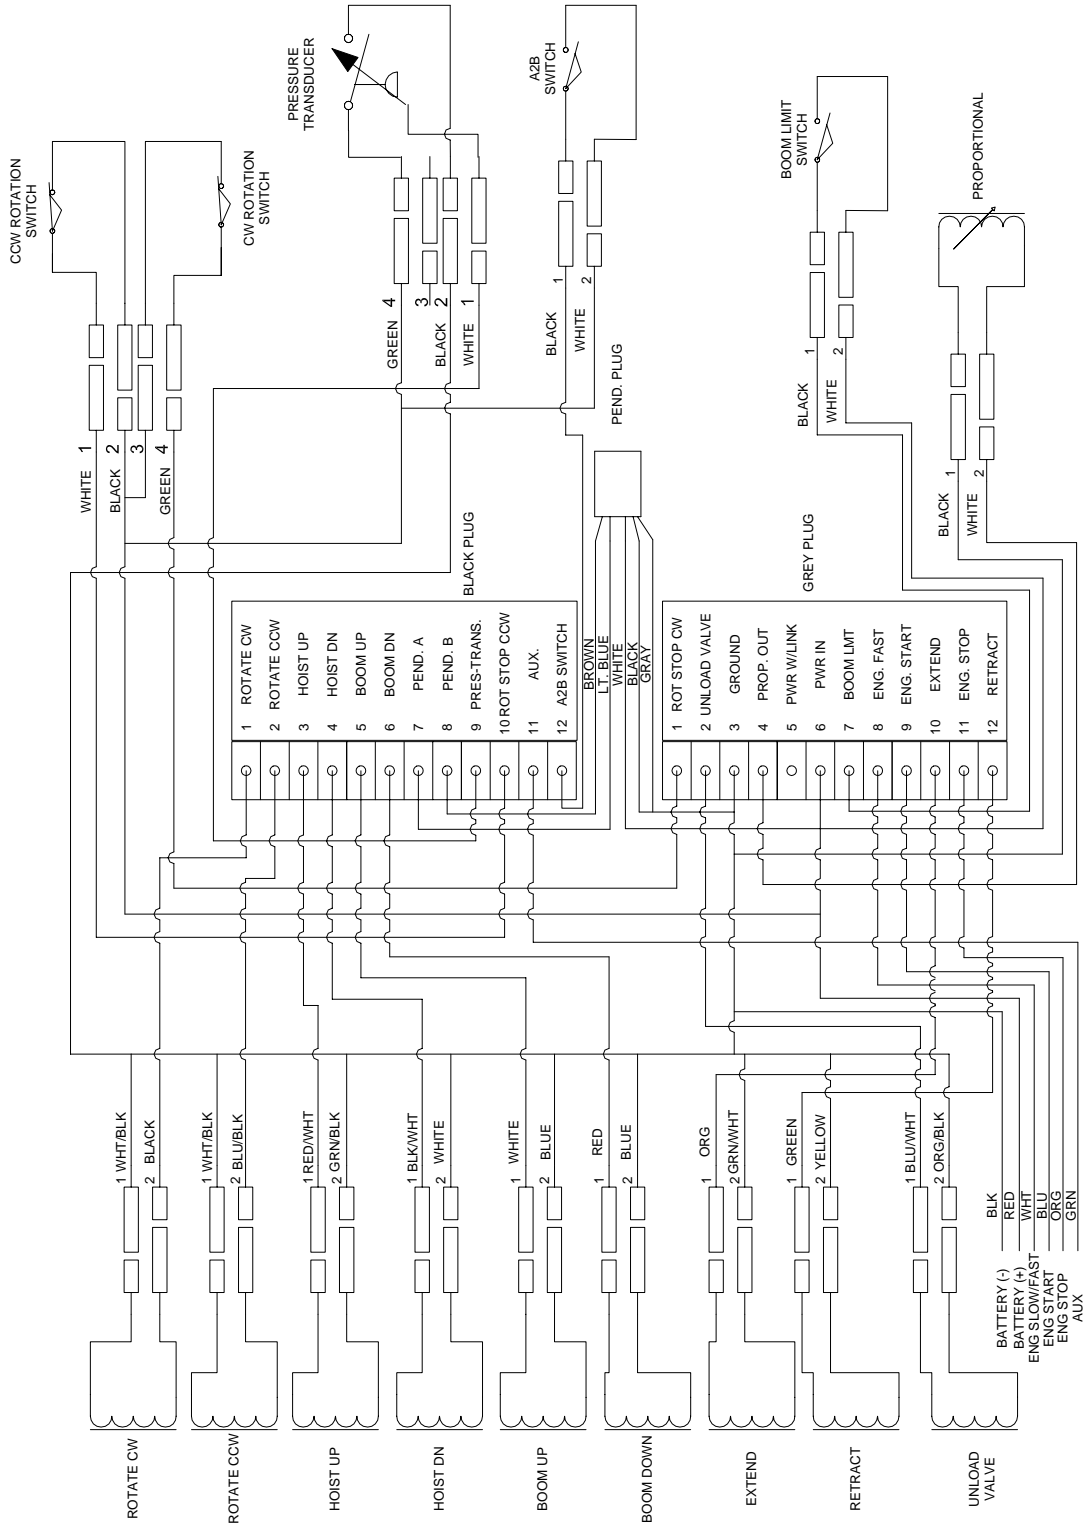 CCW ROTATION
SWITCH
CW ROTATION
SWITCH
PRESSURE
TRANSDUCER
A2B
SWITCH
BOOM LIMIT
SWITCH
PROPORTIONAL
WHITE 1
BLACK 2
3
GREEN 4
GREEN 4
3
BLACK 2
WHITE 1
BLACK 1
WHITE 2
BLACK 1
WHITE 2
BLACK 1
WHITE 2
BLACK PLUG
1 ROTATE CW
2 ROTATE CCW
3 HOIST UP
4 HOIST DN
5 BOOM UP
6 BOOM DN
7 PEND. A
8 PEND. B
9 PRES-TRANS.
10 ROT STOP CCW
11 AUX.
12 A2B SWITCH
PEND. PLUG
BROWN
LT. BLUE
WHITE
BLACK
GRAY
GREY PLUG
1 ROT STOP CW
2 UNLOAD VALVE
3 GROUND
4 PROP. OUT
5 PWR W/LINK
6 PWR IN
7 BOOM LMT
8 ENG. FAST
9 ENG. START
10 EXTEND
11 ENG. STOP
12 RETRACT
1 WHT/BLK
2 BLACK
1 WHT/BLK
2 BLU/BLK
1 RED/WHT
2 GRN/BLK
1 BLK/WHT
2 WHITE
1 WHITE
2 BLUE
1 RED
2 BLUE
1 ORG
2 GRN/WHT
1 GREEN
2 YELLOW
1 BLU/WHT
2 ORG/BLK
BATTERY (-) BLK
BATTERY (+) RED
ENG SLOW/FAST WHT
ENG START BLU
ENG STOP ORG
AUX GRN
ROTATE CW
ROTATE CCW
HOIST UP
HOIST DN
BOOM UP
BOOM DOWN
EXTEND
RETRACT
UNLOAD
VALVE